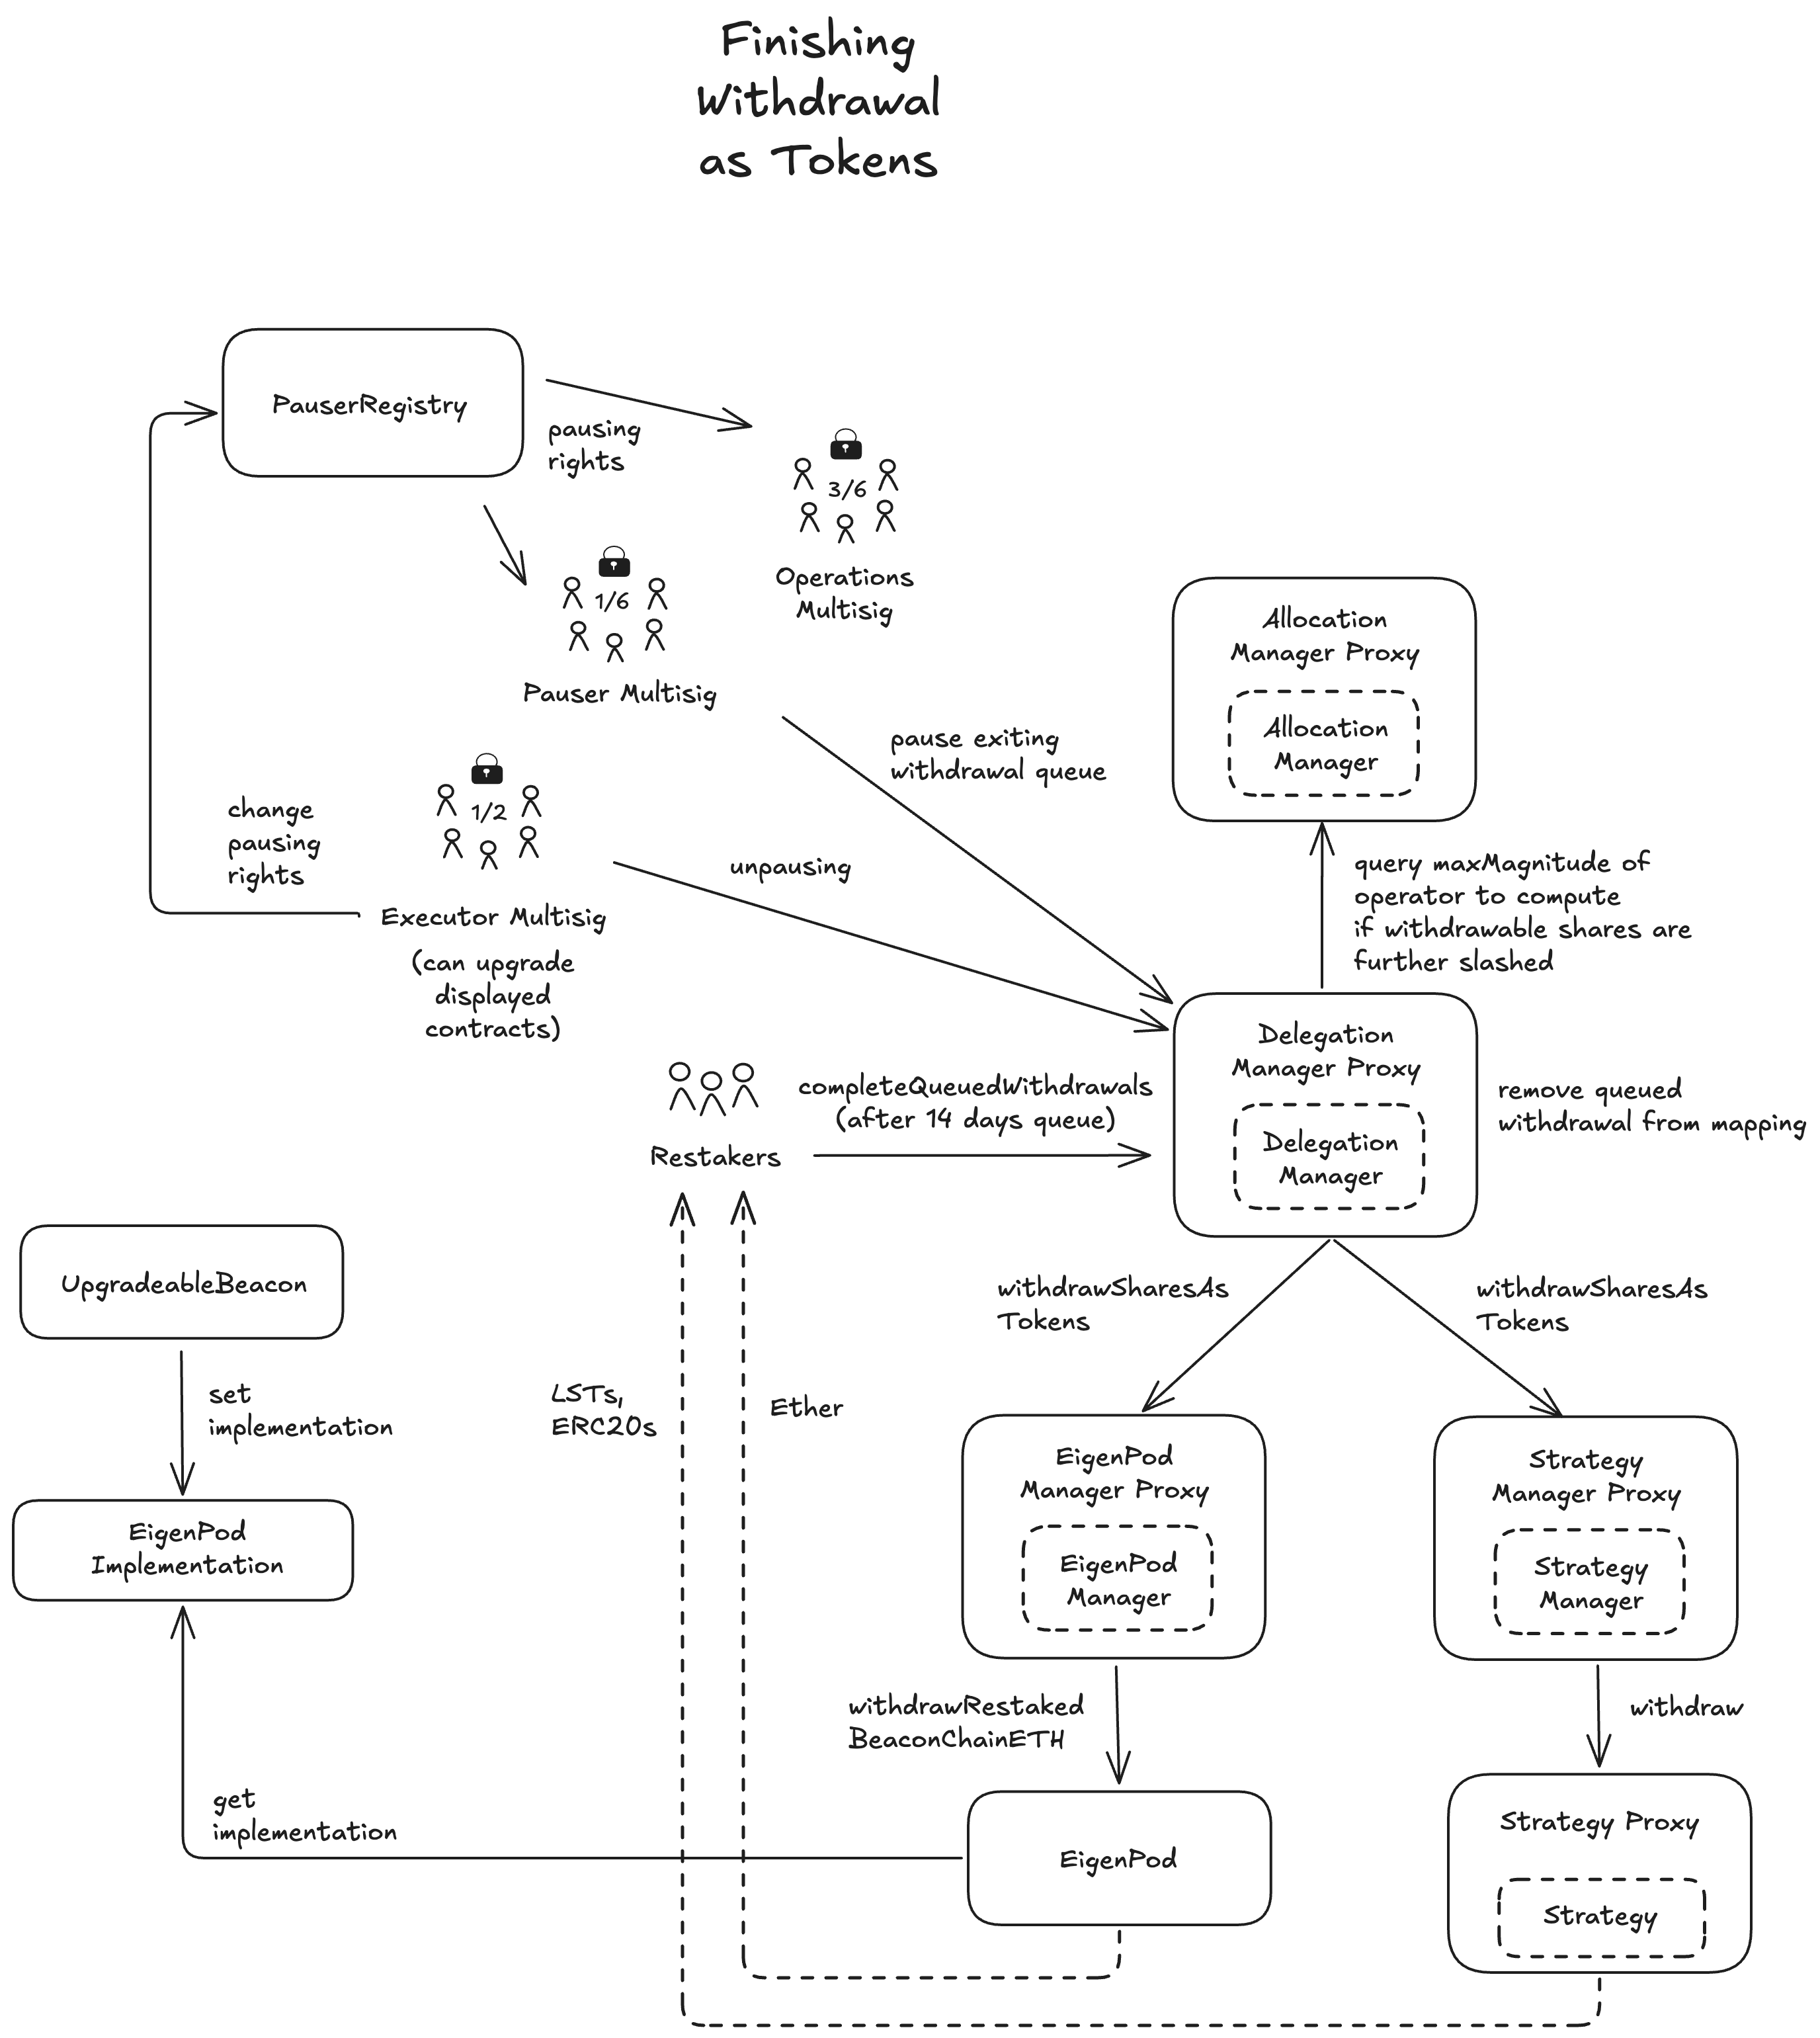 Finishing
Withdrawal
as Tokens
PauserRegistry
pausing
rights
3/6
Operations
Multisig
1/6
Pauser Multisig
Allocation
Manager Proxy
Allocation
Manager
pause exiting
withdrawal queue
change
pausing
rights
1/2
Executor Multisig
(can upgrade
displayed
contracts)
unpausing
query maxMagnitude of
operator to compute
if withdrawable shares are
further slashed
Delegation
Manager Proxy
Delegation
Manager
remove queued
withdrawal from mapping
completeQueuedWithdrawals
(after 14 days queue)
Restakers
UpgradeableBeacon
set
implementation
LSTs,
ERC20s
Ether
withdrawSharesAs
Tokens
withdrawSharesAs
Tokens
EigenPod
Implementation
EigenPod
Manager Proxy
EigenPod
Manager
Strategy
Manager Proxy
Strategy
Manager
withdrawRestaked
BeaconChainETH
withdraw
get
implementation
EigenPod
Strategy Proxy
Strategy